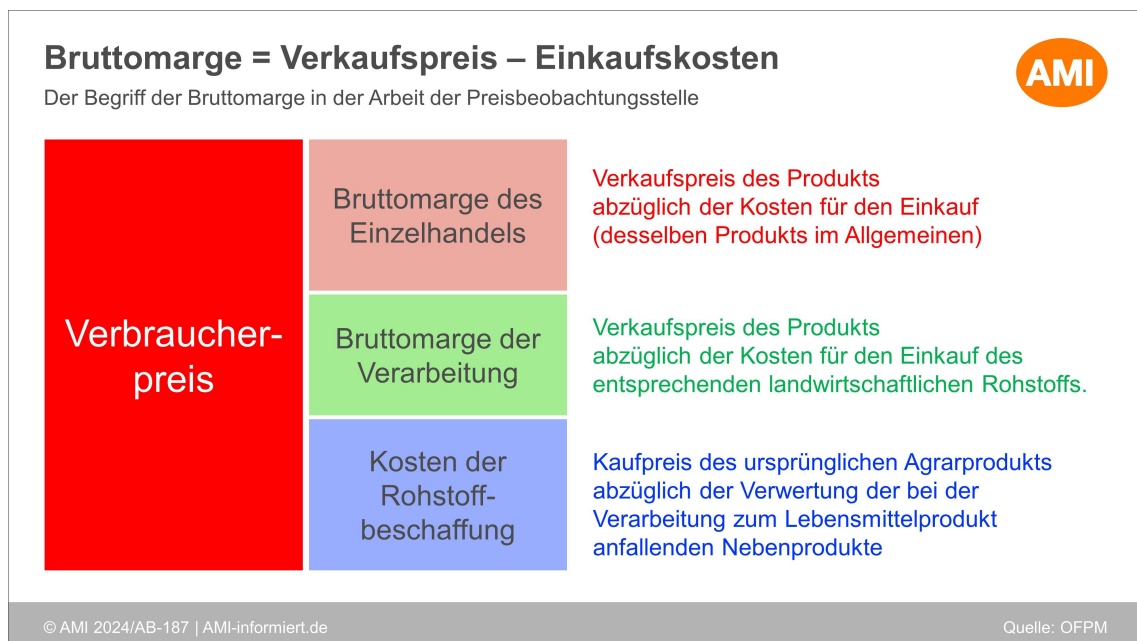 Bruttomarge = Verkaufspreis – Einkaufskosten
Der Begriff der Bruttomarge in der Arbeit der Preisbeobachtungsstelle
AMI
Verbraucher-
preis
Bruttomarge des
Einzelhandels
Verkaufspreis des Produkts
abzüglich der Kosten für den Einkauf
(desselben Produkts im Allgemeinen)
Bruttomarge der
Verarbeitung
Verkaufspreis des Produkts
abzüglich der Kosten für den Einkauf des
entsprechenden landwirtschaftlichen Rohstoffs.
Kosten der
Rohstoff-
beschaffung
Kaufpreis des ursprünglichen Agrarprodukts
abzüglich der Verwertung der bei der
Verarbeitung zum Lebensmittelprodukt
anfallenden Nebenprodukte
© AMI 2024/AB-187 | AMI-informiert.de
Quelle: OFPM